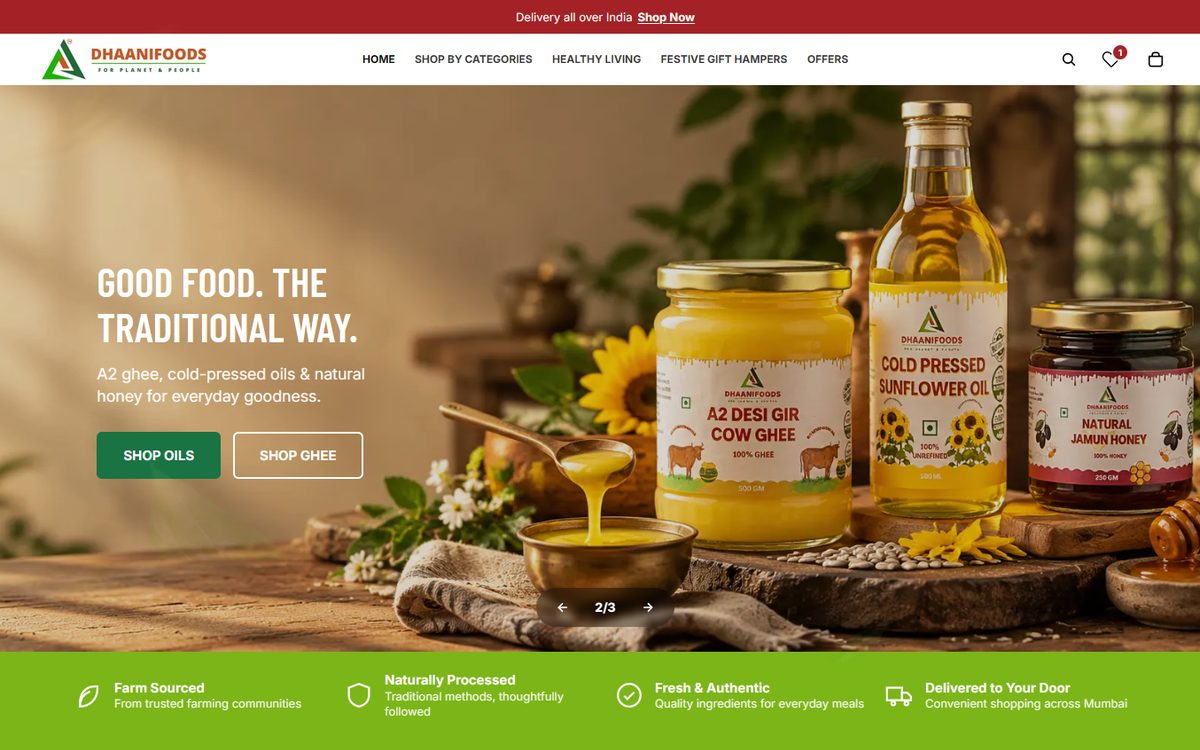 Delivery all over India Shop Now
DHAANIFOODS
FOR PLANET & PEOPLE
HOME SHOP BY CATEGORIES HEALTHY LIVING FESTIVE GIFT HAMPERS OFFERS
1
GOOD FOOD. THE
TRADITIONAL WAY.
A2 ghee, cold-pressed oils & natural
honey for everyday goodness.
SHOP OILS SHOP GHEE
DHAANIFOODS
A2 DESI GIR
COW GHEE
100% GHEE
500 GM
DHAANIFOODS
COLD PRESSED
SUNFLOWER OIL
100%
UNREFINED
500 ML
DHAANIFOODS
NATURAL
JAMUN HONEY
100% HONEY
250 GM
2/3
Farm Sourced
From trusted farming communities
Naturally Processed
Traditional methods, thoughtfully
followed
Fresh & Authentic
Quality ingredients for everyday meals
Delivered to Your Door
Convenient shopping across Mumbai